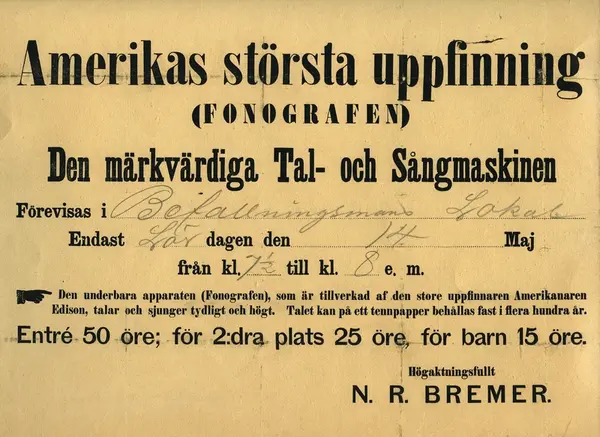 Amerikas största uppfinning
(FONOGRAFEN)
Den märkvärdiga Tal- och Sångmaskinen
Förevisas i Befallningsmans Lokal
Endast Lör dagen den 14 Maj
från kl. 7½ till kl. 8 e. m.
Den underbara apparaten (Fonografen), som är tillverkad af den store uppfinnaren Amerikanaren
Edison, talar och sjunger tydligt och högt. Talet kan på ett tennpapper behållas fast i flera hundra år.
Entré 50 öre; för 2:dra plats 25 öre, för barn 15 öre.
Högaktningsfullt
N. R. BREMER.